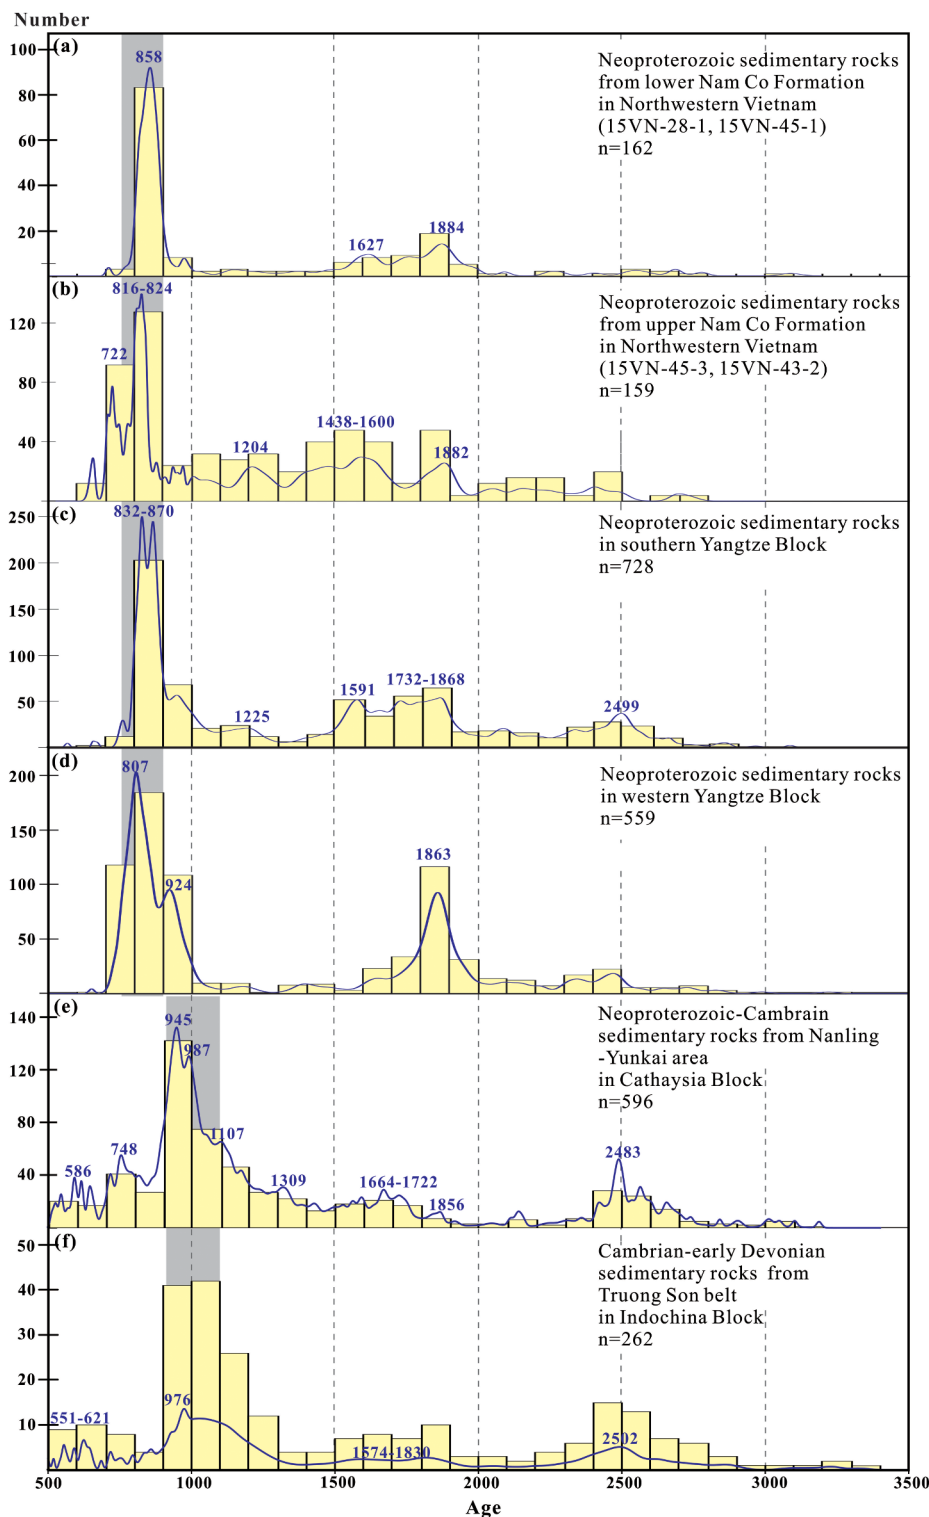 Number
(a)
100
80
60
40
20
858
1627
1884
Neoproterozoic sedimentary rocks
from lower Nam Co Formation
in Northwestern Vietnam
(15VN-28-1, 15VN-45-1)
n=162
(b)
120
80
40
816-824
722
1204
1438-1600
1882
Neoproterozoic sedimentary rocks
from upper Nam Co Formation
in Northwestern Vietnam
(15VN-45-3, 15VN-43-2)
n=159
(c)
250
200
150
100
50
832-870
1225
1591
1732-1868
2499
Neoproterozoic sedimentary rocks
in southern Yangtze Block
n=728
(d)
200
150
100
50
807
924
1863
Neoproterozoic sedimentary rocks
in western Yangtze Block
n=559
(e)
140
120
80
40
20
945
987
1107
748
586
1309
1664-1722
1856
2483
Neoproterozoic-Cambrain
sedimentary rocks from Nanling
-Yunkai area
in Cathaysia Block
n=596
(f)
50
40
30
20
10
976
551-621
1574-1830
2502
Cambrian-early Devonian
sedimentary rocks from
Truong Son belt
in Indochina Block
n=262
500
1000
1500
2000
2500
3000
3500
Age